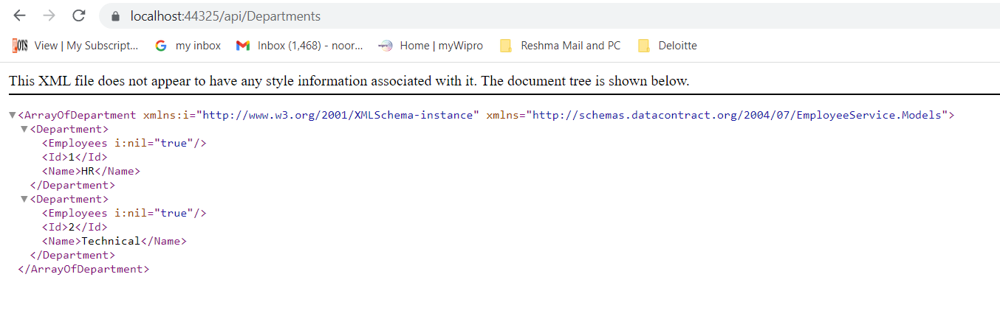 localhost:44325/api/Departments
OTS View | My Subscript... G my inbox M Inbox (1,468) - noor... wipro Home | myWipro Reshma Mail and PC Deloitte
This XML file does not appear to have any style information associated with it. The document tree is shown below.
▼<ArrayOfDepartment xmlns:i="http://www.w3.org/2001/XMLSchema-instance" xmlns="http://schemas.datacontract.org/2004/07/EmployeeService.Models">
▼<Department>
<Employees i:nil="true"/>
<Id>1</Id>
<Name>HR</Name>
</Department>
▼<Department>
<Employees i:nil="true"/>
<Id>2</Id>
<Name>Technical</Name>
</Department>
</ArrayOfDepartment>